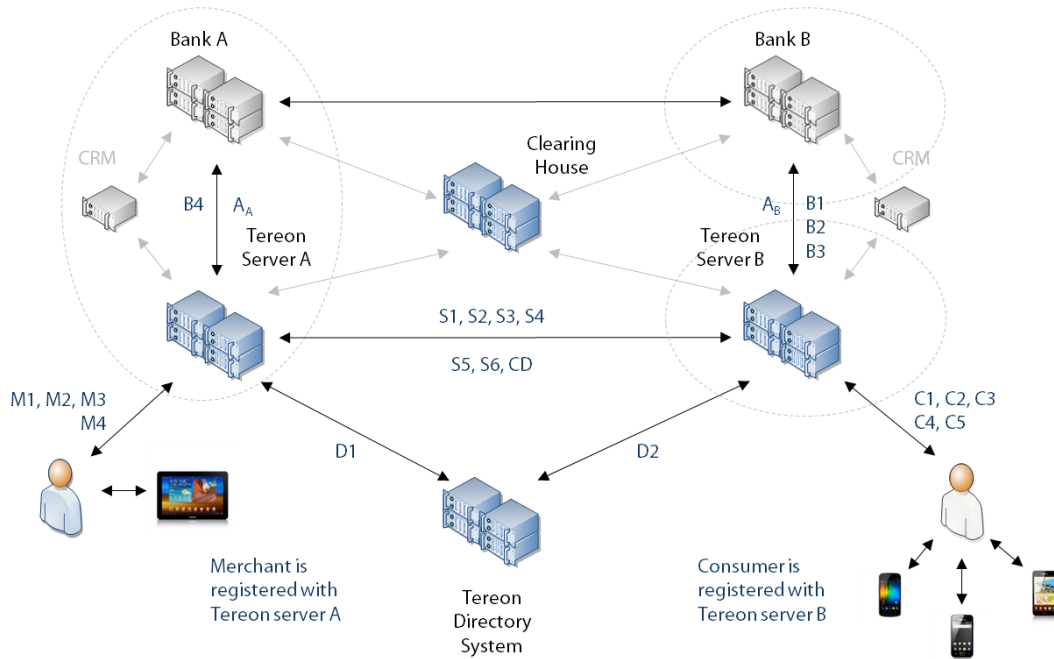 Bank A
Bank B
Clearing
House
CRM
CRM
B4
A_A
A_B
B1
B2
B3
Tereon
Server A
Tereon
Server B
S1, S2, S3, S4
S5, S6, CD
M1, M2, M3
M4
C1, C2, C3
C4, C5
D1
D2
Merchant is
registered with
Tereon server A
Tereon
Directory
System
Consumer is
registered with
Tereon server B